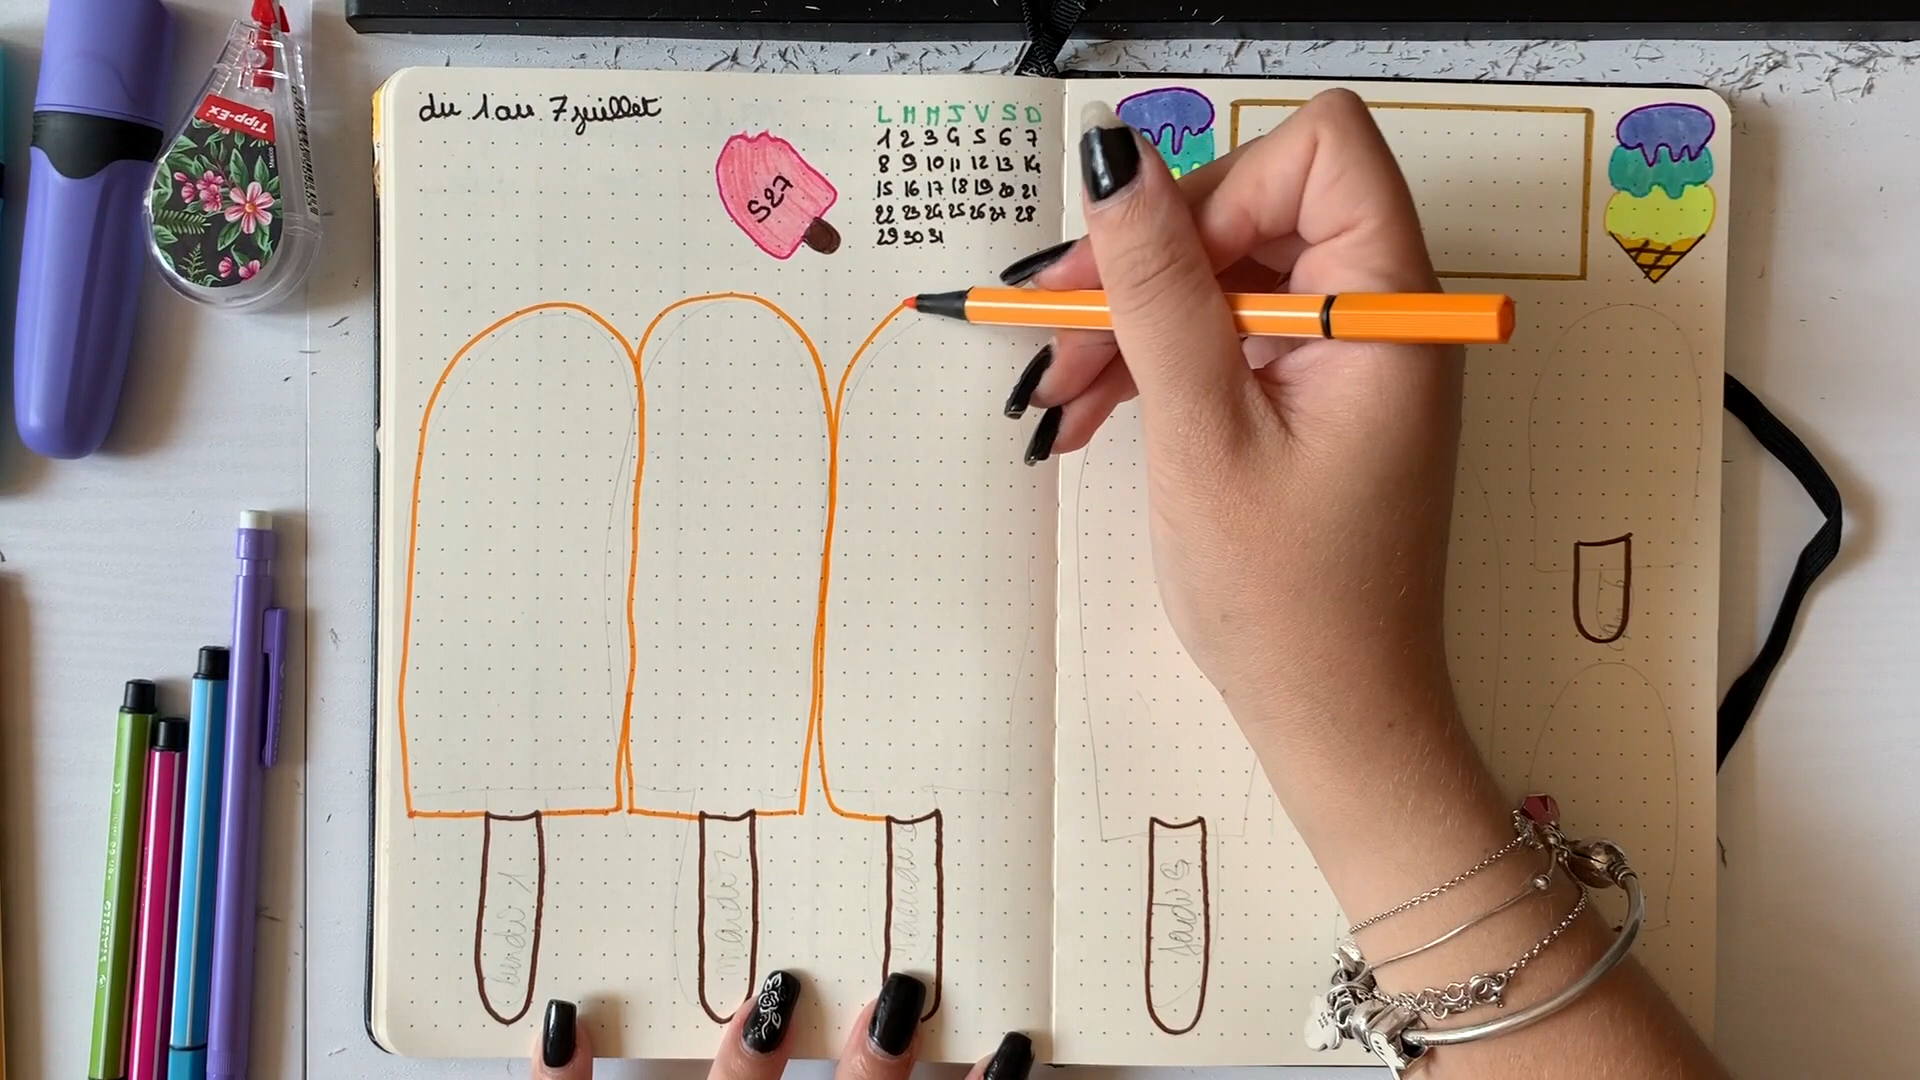 du 1 au 7 juillet
L M M J V S D
1 2 3 4 5 6 7
8 9 10 11 12 13 14
15 16 17 18 19 20 21
22 23 24 25 26 27 28
29 30 31
S27
Tipp-Ex
mardi 2
Jeudi
STABILO